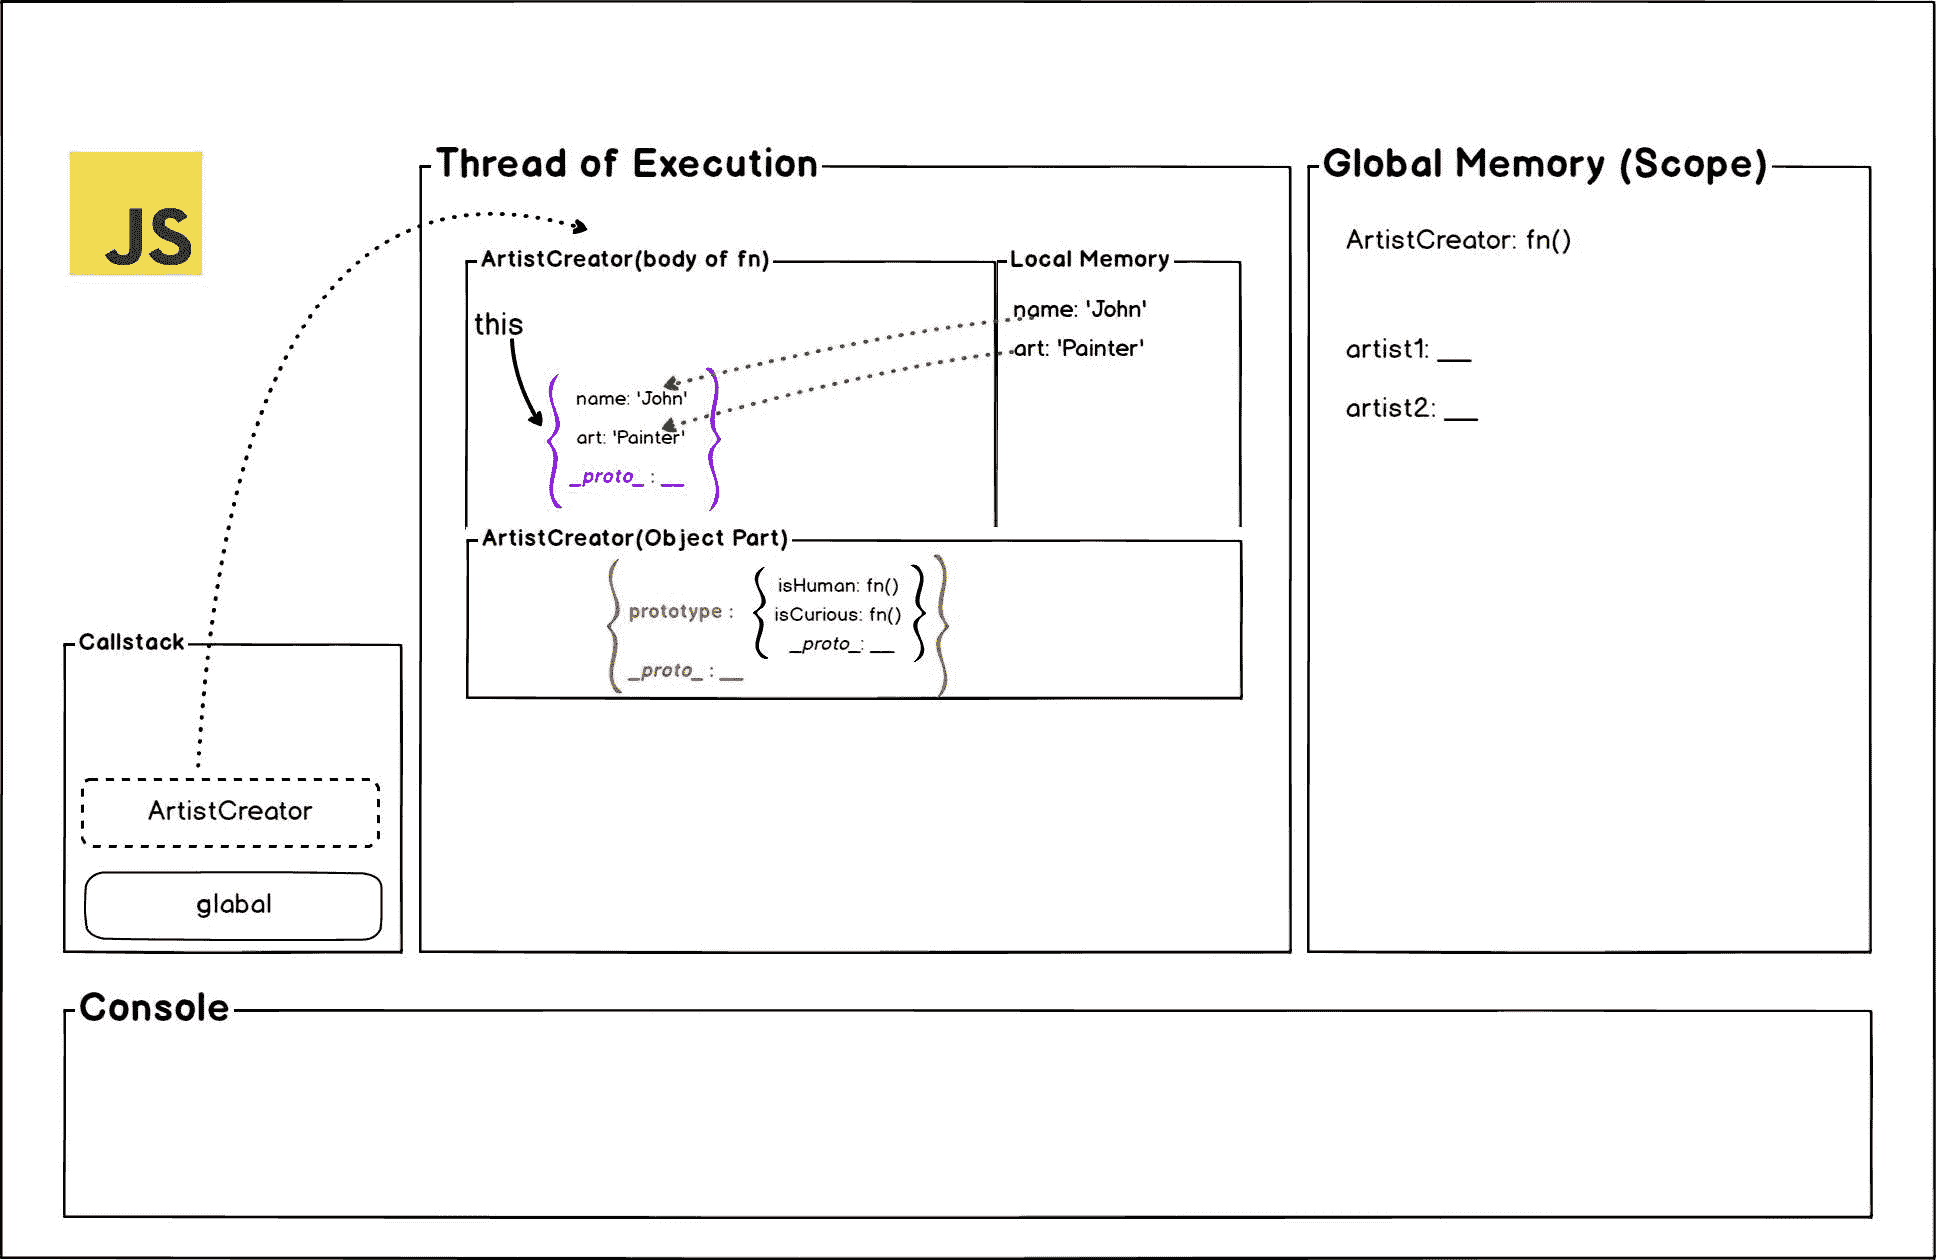 JS
Thread of Execution
ArtistCreator(body of fn)
this
name: 'John'
art: 'Painter'
_proto_ : __
Local Memory
name: 'John'
art: 'Painter'
ArtistCreator(Object Part)
prototype :
isHuman: fn()
isCurious: fn()
_proto_: __
_proto_ : __
Global Memory (Scope)
ArtistCreator: fn()
artist1: __
artist2: __
Callstack
ArtistCreator
glabal
Console